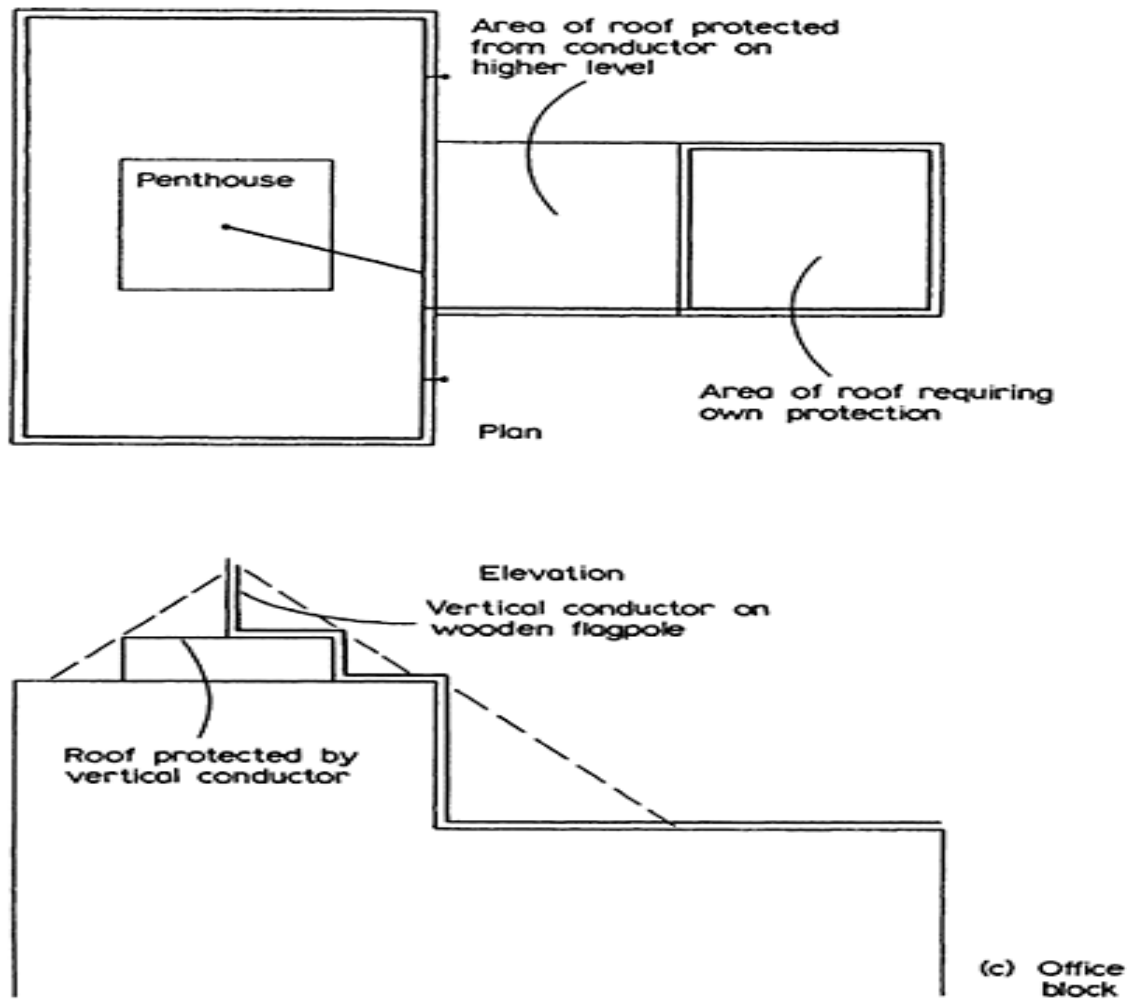 Area of roof protected
from conductor on
higher level
Penthouse
Area of roof requiring
own protection
Plan
Elevation
Vertical conductor on
wooden flagpole
Roof protected by
vertical conductor
(c) Office
block